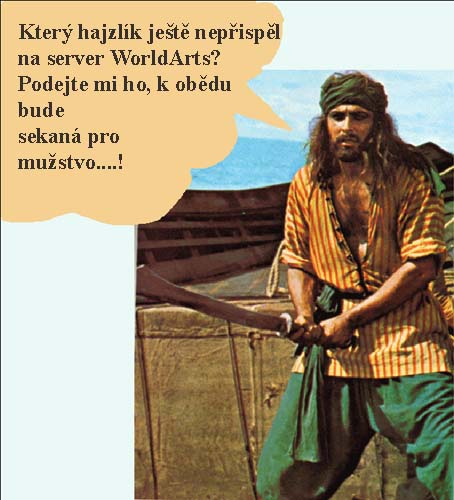 Který hajzlík ještě nepřispěl
na server WorldArts?
Podejte mi ho, k obědu
bude
sekaná pro
mužstvo....!